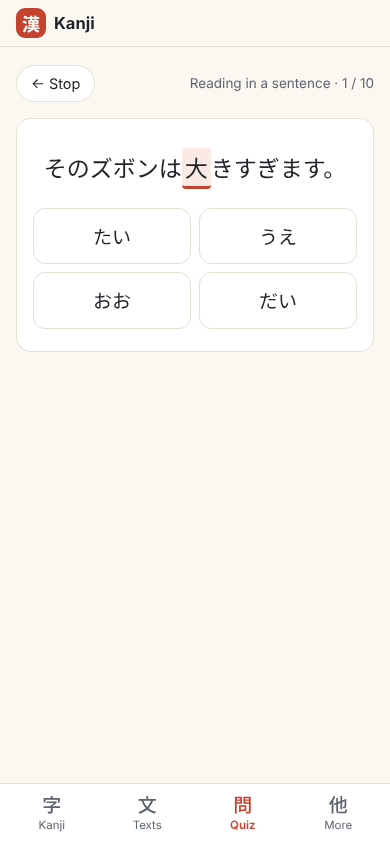 漢 Kanji
← Stop
Reading in a sentence · 1 / 10
そのズボンは大きすぎます。
たい
うえ
おお
だい
字
文
問
他
Kanji
Texts
Quiz
More